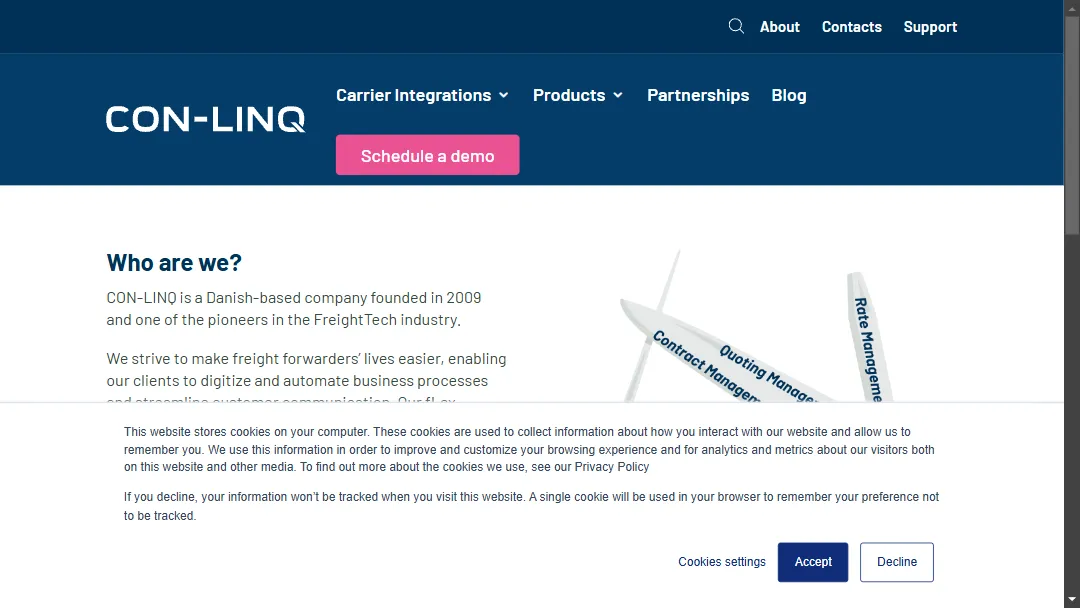 About Contacts Support
Carrier Integrations Products Partnerships Blog
CON-LINQ
Schedule a demo
Who are we?
CON-LINQ is a Danish-based company founded in 2009
and one of the pioneers in the FreightTech industry.
We strive to make freight forwarders’ lives easier, enabling
our clients to digitize and automate business processes
and streamline customer communication. Our
Quoting Manage
Contract Managem
Rate Manageme
This website stores cookies on your computer. These cookies are used to collect information about how you interact with our website and allow us to
remember you. We use this information in order to improve and customize your browsing experience and for analytics and metrics about our visitors both
on this website and other media. To find out more about the cookies we use, see our Privacy Policy
If you decline, your information won’t be tracked when you visit this website. A single cookie will be used in your browser to remember your preference not
to be tracked.
Cookies settings Accept Decline